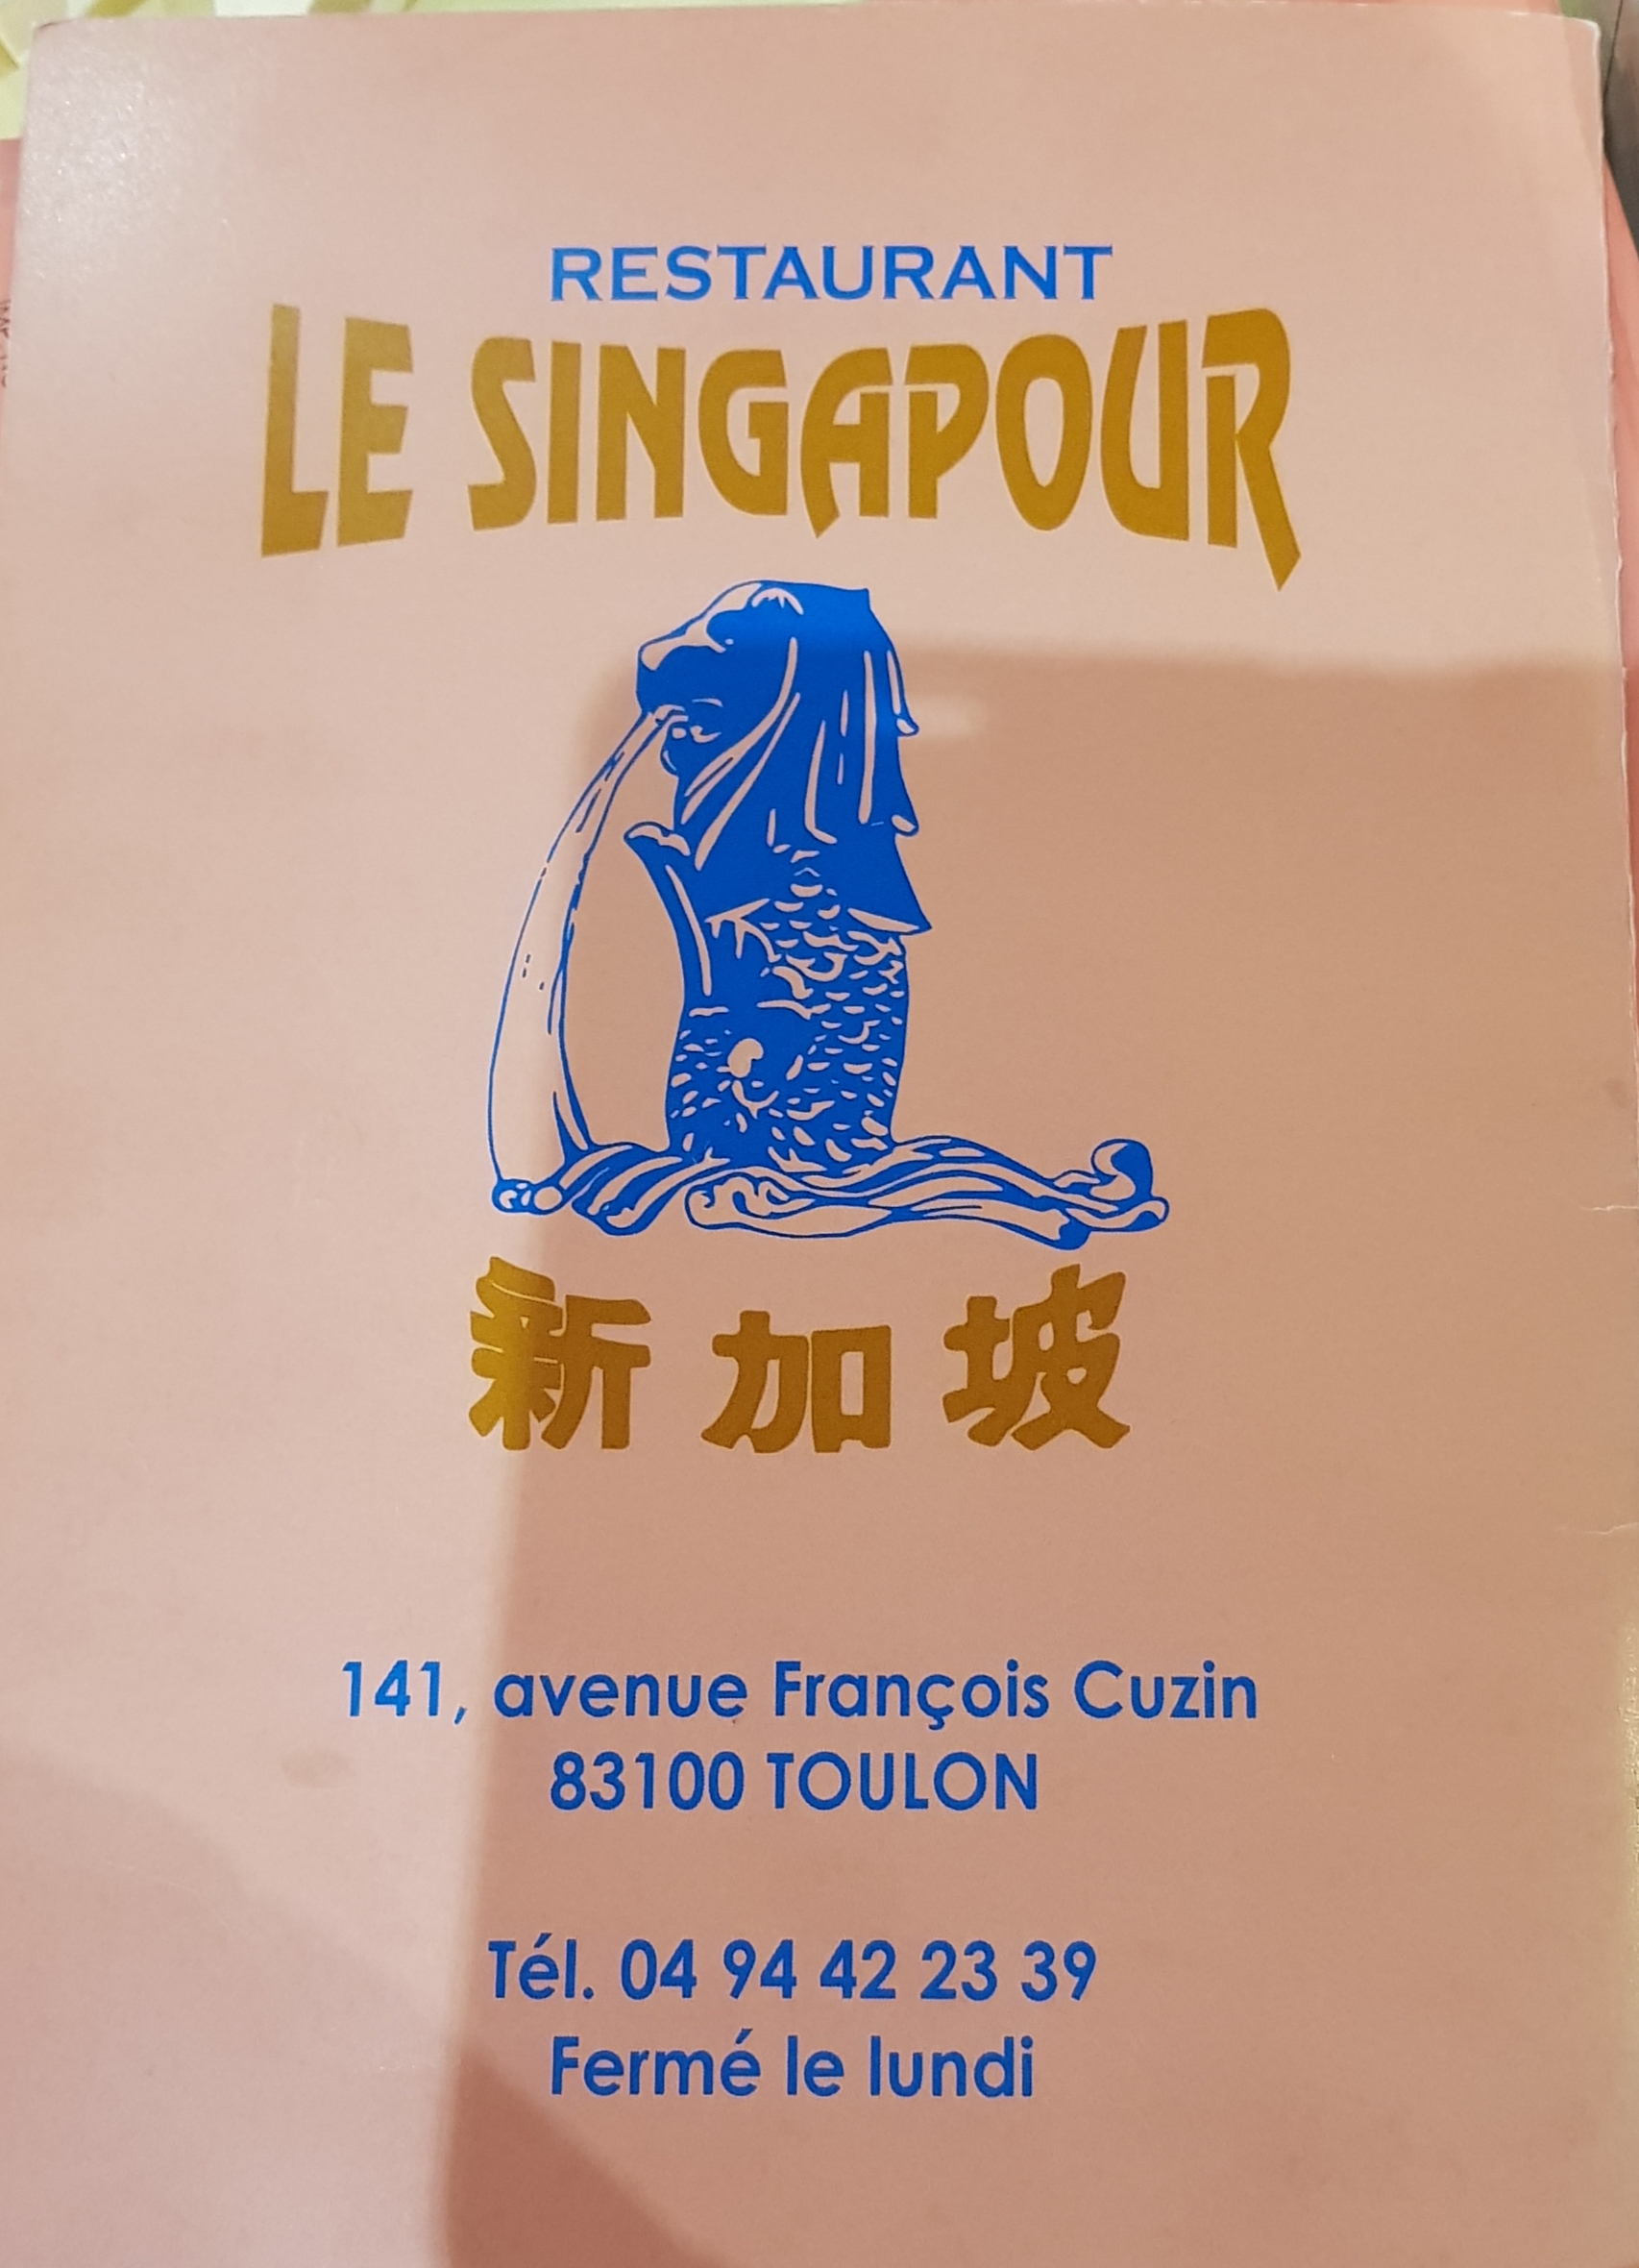 RESTAURANT
LE SINGAPOUR
新加坡
141, avenue François Cuzin
83100 TOULON
Tél. 04 94 42 23 39
Fermé le lundi